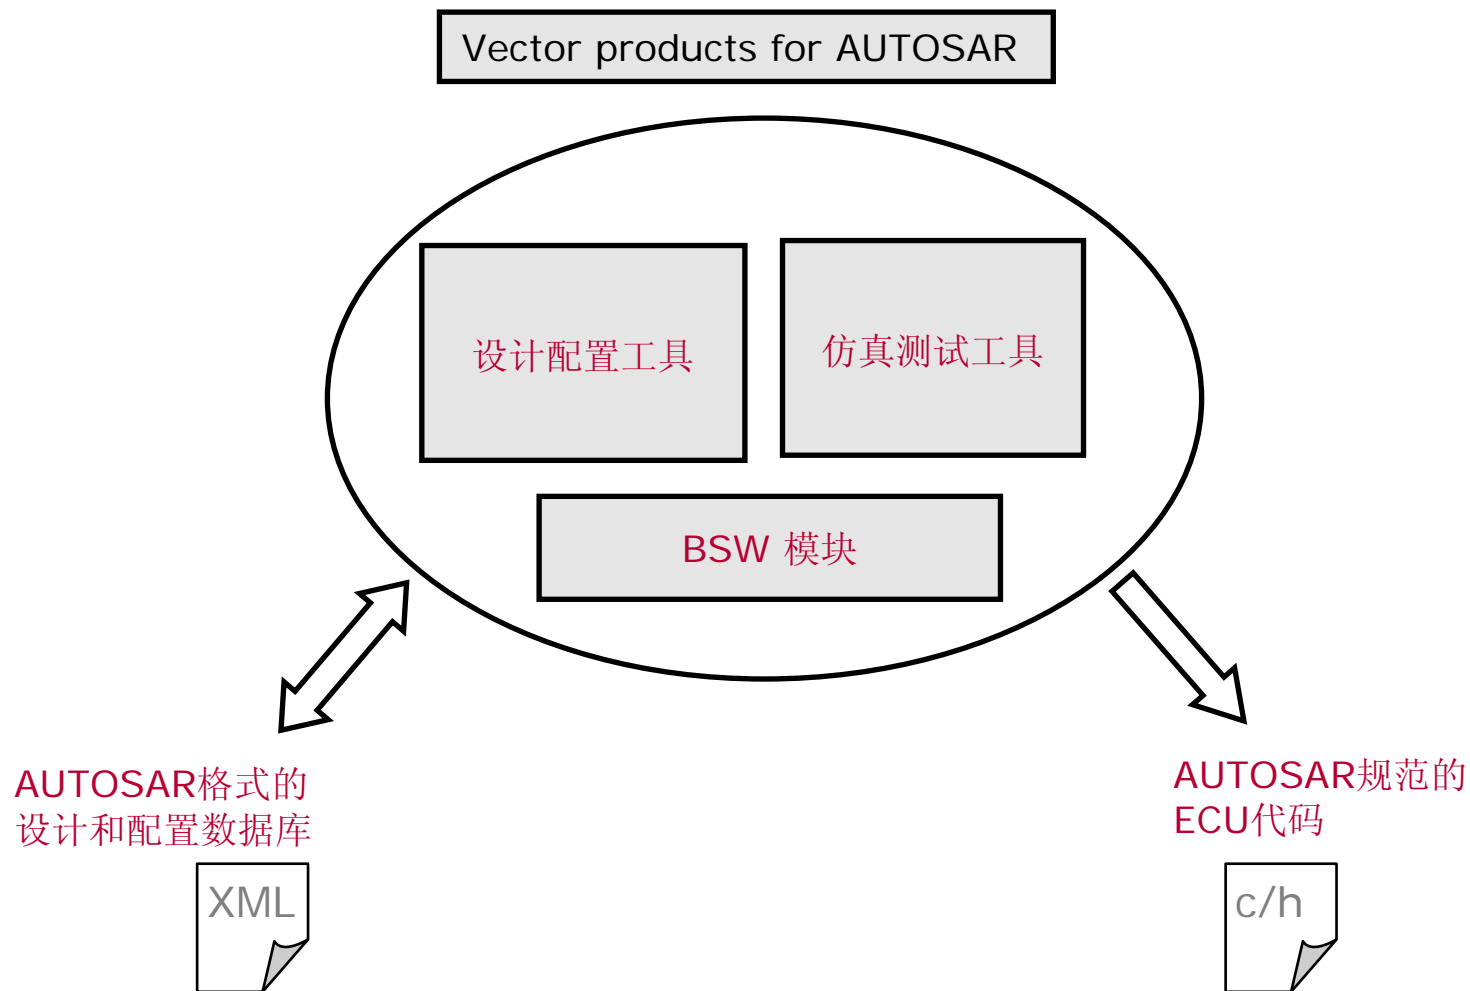 Vector products for AUTOSAR
设计配置工具
仿真测试工具
BSW 模块
AUTOSAR格式的
设计和配置数据库
XML
AUTOSAR规范的
ECU代码
c/h